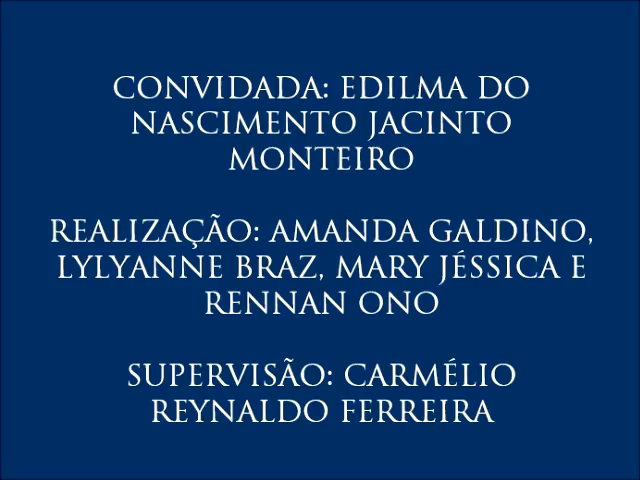 CONVIDADA: EDILMA DO
NASCIMENTO JACINTO
MONTEIRO
REALIZAÇÃO: AMANDA GALDINO,
LYLYANNE BRAZ, MARY JÉSSICA E
RENNAN ONO
SUPERVISÃO: CARMÉLIO
REYNALDO FERREIRA